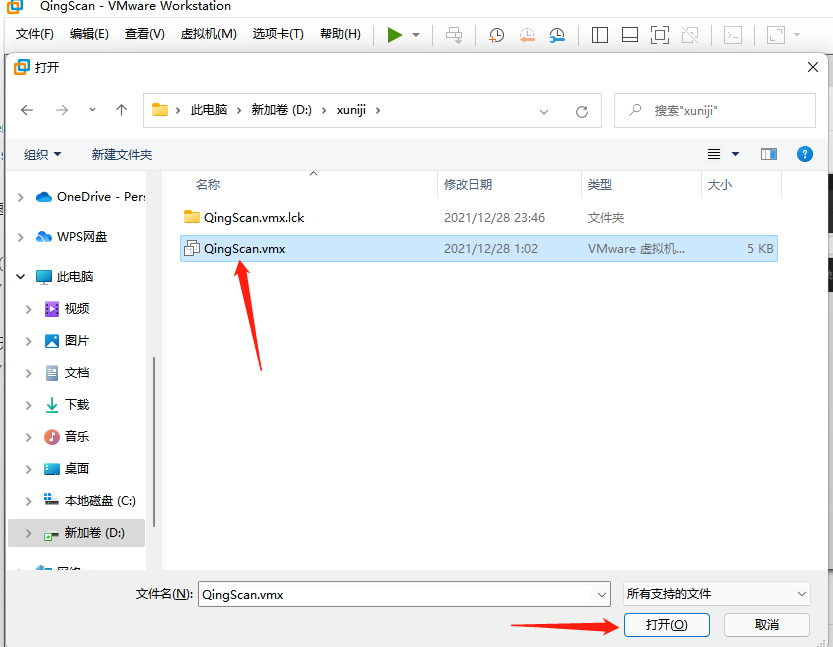 QingScan - VMware Workstation
文件(F) 编辑(E) 查看(V) 虚拟机(M) 选项卡(T) 帮助(H)
打开
此电脑 新加卷 (D:) xuniji
搜索"xuniji"
组织 新建文件夹
名称 修改日期 类型 大小
OneDrive - Pers
QingScan.vmx.lck 2021/12/28 23:46 文件夹
WPS网盘
QingScan.vmx 2021/12/28 1:02 VMware 虚拟机... 5 KB
此电脑
视频
图片
文档
下载
音乐
桌面
本地磁盘 (C:)
新加卷 (D:)
网络
文件名(N): QingScan.vmx 所有支持的文件
打开(O) 取消